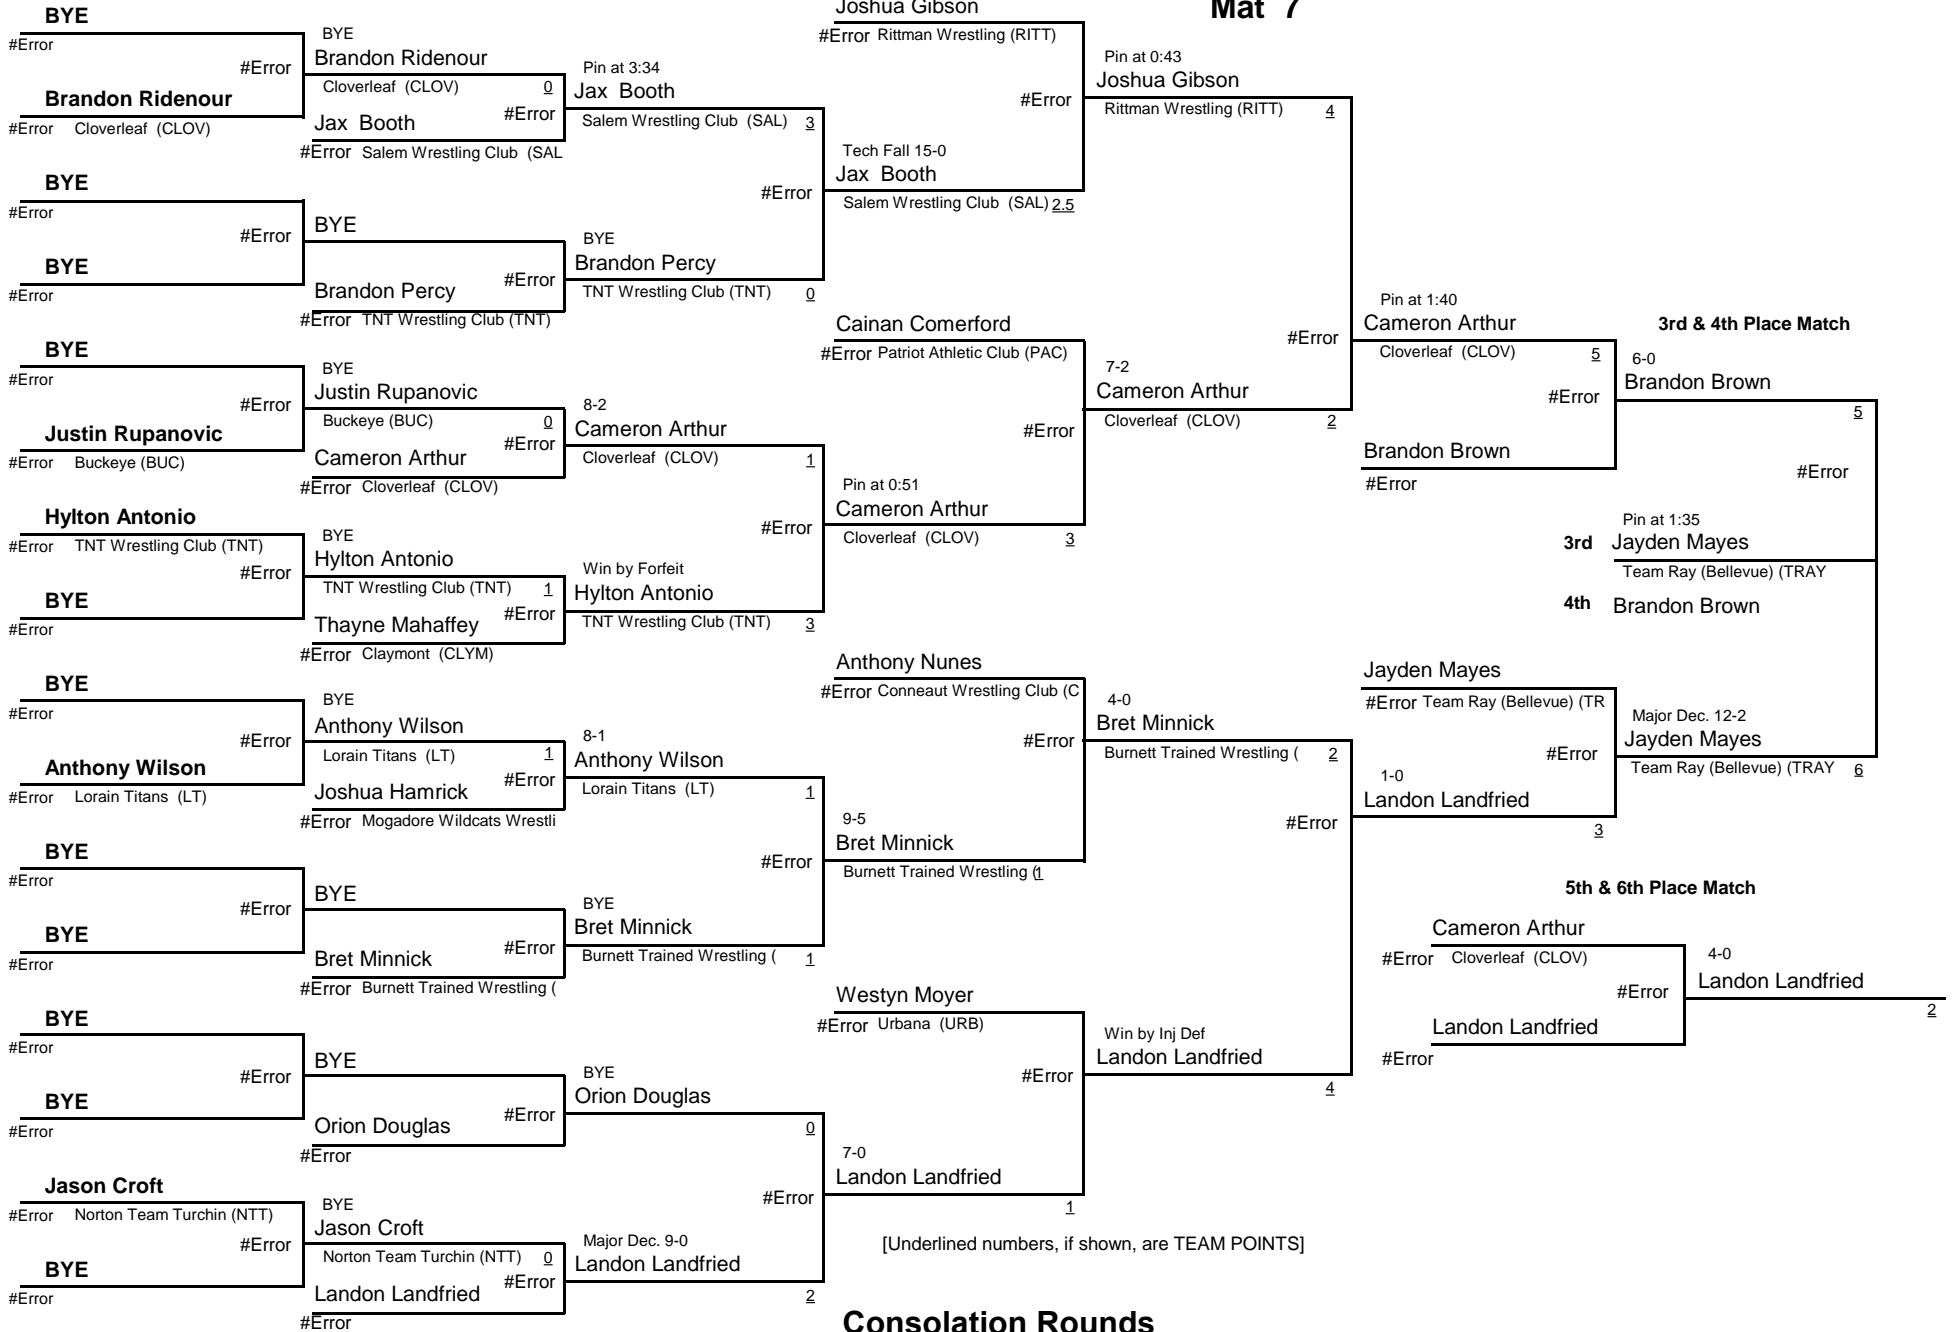 BYE
#Error
#Error
Brandon Ridenour
#Error Cloverleaf (CLOV)
BYE
#Error
#Error
BYE
#Error
BYE
#Error
#Error
Justin Rupanovic
#Error Buckeye (BUC)
Hylton Antonio
#Error TNT Wrestling Club (TNT)
#Error
BYE
#Error
BYE
#Error
#Error
Anthony Wilson
#Error Lorain Titans (LT)
BYE
#Error
#Error
BYE
#Error
BYE
#Error
#Error
BYE
#Error
Jason Croft
#Error Norton Team Turchin (NTT)
#Error
BYE
#Error
BYE
Brandon Ridenour
Cloverleaf (CLOV) 0
#Error
Jax Booth
#Error Salem Wrestling Club (SAL
BYE
#Error
Brandon Percy
#Error TNT Wrestling Club (TNT)
BYE
Justin Rupanovic
Buckeye (BUC) 0
#Error
Cameron Arthur
#Error Cloverleaf (CLOV)
BYE
Hylton Antonio
TNT Wrestling Club (TNT) 1
#Error
Thayne Mahaffey
#Error Claymont (CLYM)
BYE
Anthony Wilson
Lorain Titans (LT) 1
#Error
Joshua Hamrick
#Error Mogadore Wildcats Wrestli
BYE
#Error
Bret Minnick
#Error Burnett Trained Wrestling (
BYE
#Error
Orion Douglas
#Error
BYE
Jason Croft
Norton Team Turchin (NTT) 0
#Error
Landon Landfried
#Error
Pin at 3:34
Jax Booth
Salem Wrestling Club (SAL) 3
#Error
BYE
Brandon Percy
TNT Wrestling Club (TNT) 0
8-2
Cameron Arthur
Cloverleaf (CLOV) 1
#Error
Win by Forfeit
Hylton Antonio
TNT Wrestling Club (TNT) 3
8-1
Anthony Wilson
Lorain Titans (LT) 1
#Error
BYE
Bret Minnick
Burnett Trained Wrestling ( 1
BYE
Orion Douglas
0
#Error
Major Dec. 9-0
Landon Landfried
2
Joshua Gibson
#Error Rittman Wrestling (RITT)
#Error
Tech Fall 15-0
Jax Booth
Salem Wrestling Club (SAL) 2.5
Cainan Comerford
#Error Patriot Athletic Club (PAC)
#Error
Pin at 0:51
Cameron Arthur
Cloverleaf (CLOV) 3
Anthony Nunes
#Error Conneaut Wrestling Club (C
#Error
9-5
Bret Minnick
Burnett Trained Wrestling ( 1
Westyn Moyer
#Error Urbana (URB)
#Error
7-0
Landon Landfried
1
[Underlined numbers, if shown, are TEAM POINTS]
Consolation Rounds
Mat 7
Pin at 0:43
Joshua Gibson
Rittman Wrestling (RITT) 4
#Error
7-2
Cameron Arthur
Cloverleaf (CLOV) 2
4-0
Bret Minnick
Burnett Trained Wrestling ( 2
#Error
Win by Inj Def
Landon Landfried
4
Pin at 1:40
Cameron Arthur
Cloverleaf (CLOV) 5
#Error
Brandon Brown
#Error
Jayden Mayes
#Error Team Ray (Bellevue) (TR
#Error
1-0
Landon Landfried
3
3rd & 4th Place Match
6-0
Brandon Brown
5
#Error
Pin at 1:35
3rd Jayden Mayes
Team Ray (Bellevue) (TRAY
4th Brandon Brown
Major Dec. 12-2
Jayden Mayes
Team Ray (Bellevue) (TRAY 6
5th & 6th Place Match
Cameron Arthur
#Error Cloverleaf (CLOV)
#Error
Landon Landfried
#Error
4-0
Landon Landfried
2